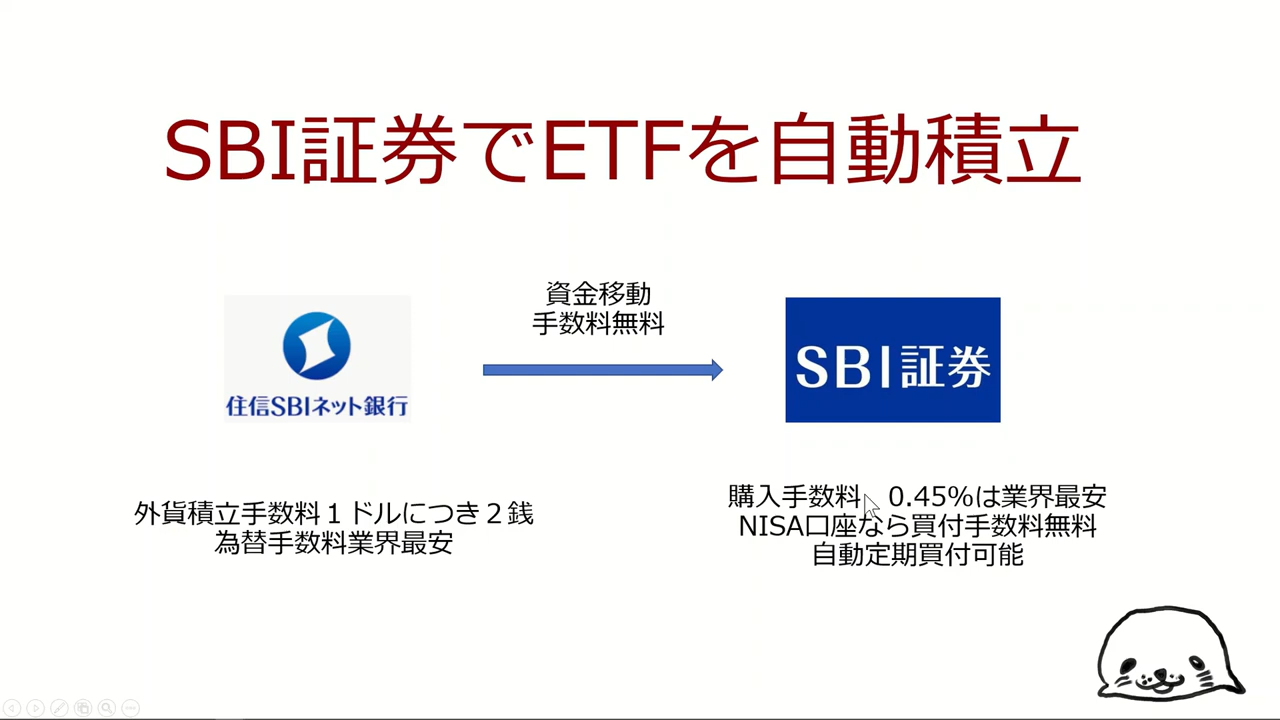 SBI証券でETFを自動積立
資金移動
手数料無料
住信SBIネット銀行
SBI証券
外貨積立手数料１ドルにつき２銭
為替手数料業界最安
購入手数料　0.45%は業界最安
NISA口座なら買付手数料無料
自動定期買付可能